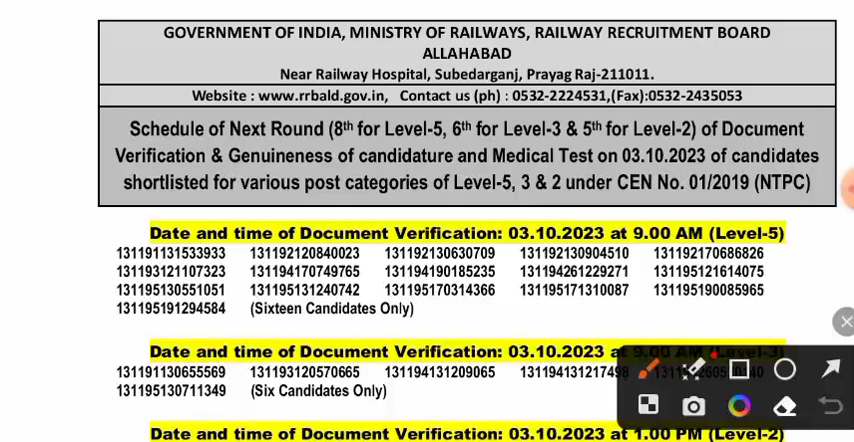 GOVERNMENT OF INDIA, MINISTRY OF RAILWAYS, RAILWAY RECRUITMENT BOARD
ALLAHABAD
Near Railway Hospital, Subedarganj, Prayag Raj-211011.
Website : www.rrbald.gov.in, Contact us (ph) : 0532-2224531,(Fax):0532-2435053
Schedule of Next Round (8th for Level-5, 6th for Level-3 & 5th for Level-2) of Document
Verification & Genuineness of candidature and Medical Test on 03.10.2023 of candidates
shortlisted for various post categories of Level-5, 3 & 2 under CEN No. 01/2019 (NTPC)
Date and time of Document Verification: 03.10.2023 at 9.00 AM (Level-5)
131191131533933 131192120840023 131192130630709 131192130904510 131192170686826
131193121107323 131194170749765 131194190185235 131194261229271 131195121614075
131195130551051 131195131240742 131195170314366 131195171310087 131195190085965
131195191294584 (Sixteen Candidates Only)
Date and time of Document Verification: 03.10.2023 at 9.00 AM (Level-3)
131191130655569 131193120570665 131194131209065 131194131217498
131195130711349 (Six Candidates Only)
Date and time of Document Verification: 03.10.2023 at 1.00 PM (Level-2)